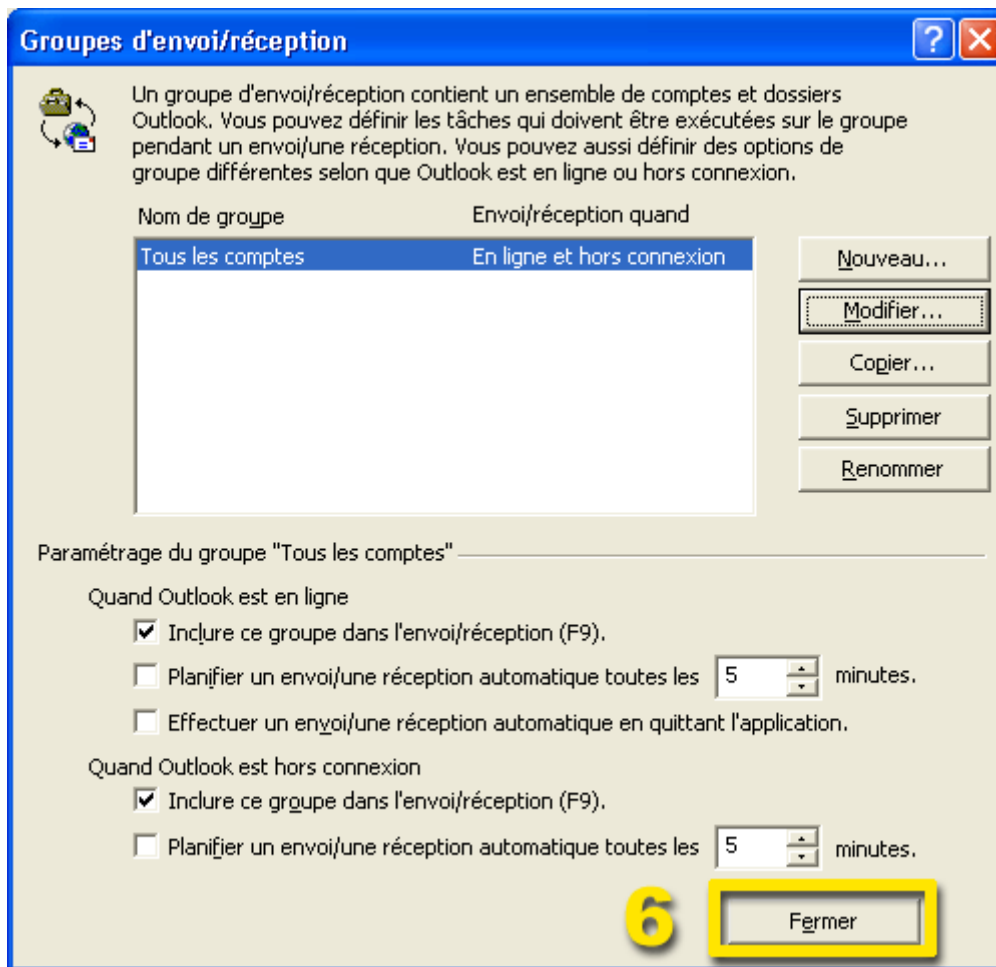 Groupes d'envoi/réception
Un groupe d'envoi/réception contient un ensemble de comptes et dossiers
Outlook. Vous pouvez définir les tâches qui doivent être exécutées sur le groupe
pendant un envoi/une réception. Vous pouvez aussi définir des options de
groupe différentes selon que Outlook est en ligne ou hors connexion.
Nom de groupe Envoi/réception quand
Tous les comptes En ligne et hors connexion
Nouveau...
Modifier...
Copier...
Supprimer
Renommer
Paramétrage du groupe "Tous les comptes"
Quand Outlook est en ligne
Inclure ce groupe dans l'envoi/réception (F9).
Planifier un envoi/une réception automatique toutes les 5 minutes.
Effectuer un envoi/une réception automatique en quittant l'application.
Quand Outlook est hors connexion
Inclure ce groupe dans l'envoi/réception (F9).
Planifier un envoi/une réception automatique toutes les 5 minutes.
6 Fermer